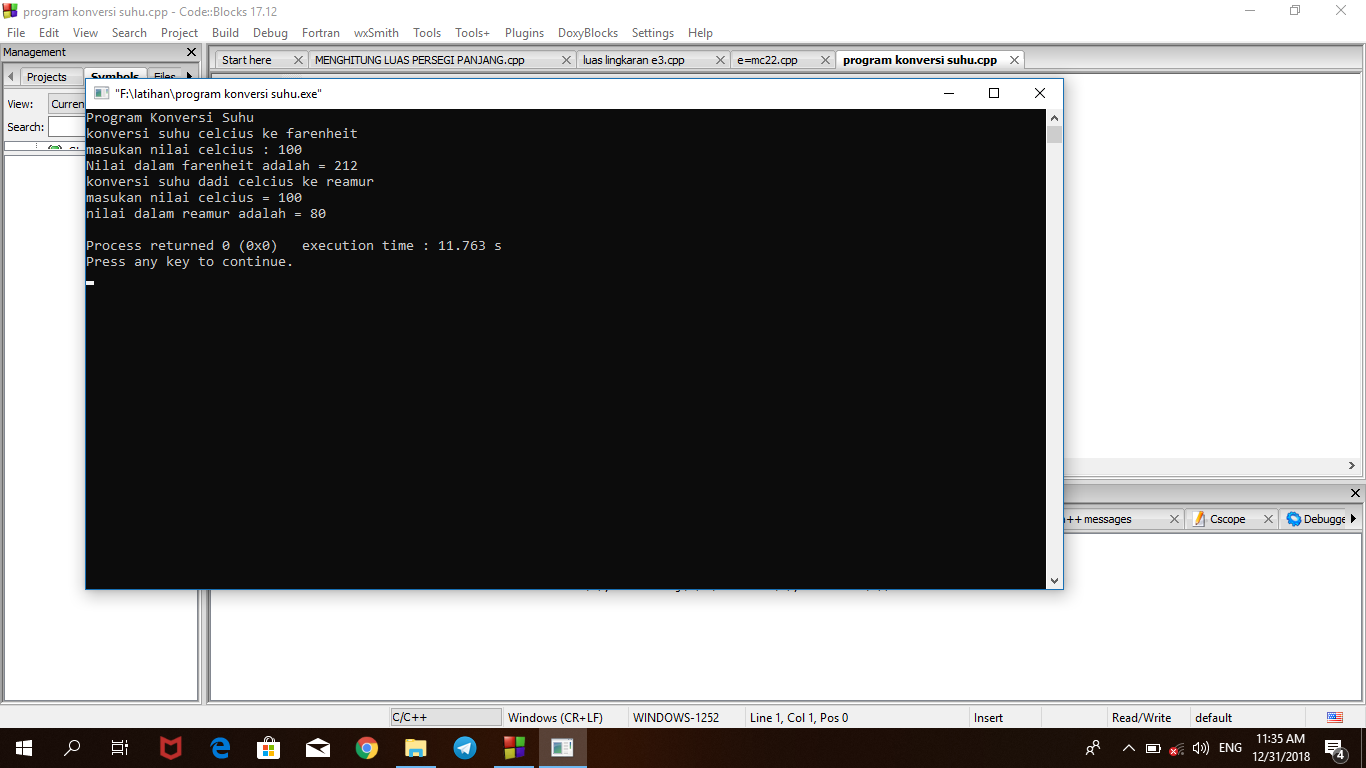 program konversi suhu.cpp - Code::Blocks 17.12
File Edit View Search Project Build Debug Fortran wxSmith Tools Tools+ Plugins DoxyBlocks Settings Help
Management
Projects Symbols Files
Start here MENGHITUNG LUAS PERSEGI PANJANG.cpp luas lingkaran e3.cpp e=mc22.cpp program konversi suhu.cpp
View: Curren
Search:
"F:\latihan\program konversi suhu.exe"
Program Konversi Suhu
konversi suhu celcius ke farenheit
masukan nilai celcius : 100
Nilai dalam farenheit adalah = 212
konversi suhu dadi celcius ke reamur
masukan nilai celcius = 100
nilai dalam reamur adalah = 80
Process returned 0 (0x0) execution time : 11.763 s
Press any key to continue.
++ messages Cscope Debugge
C/C++ Windows (CR+LF) WINDOWS-1252 Line 1, Col 1, Pos 0 Insert Read/Write default
ENG
11:35 AM
12/31/2018
4